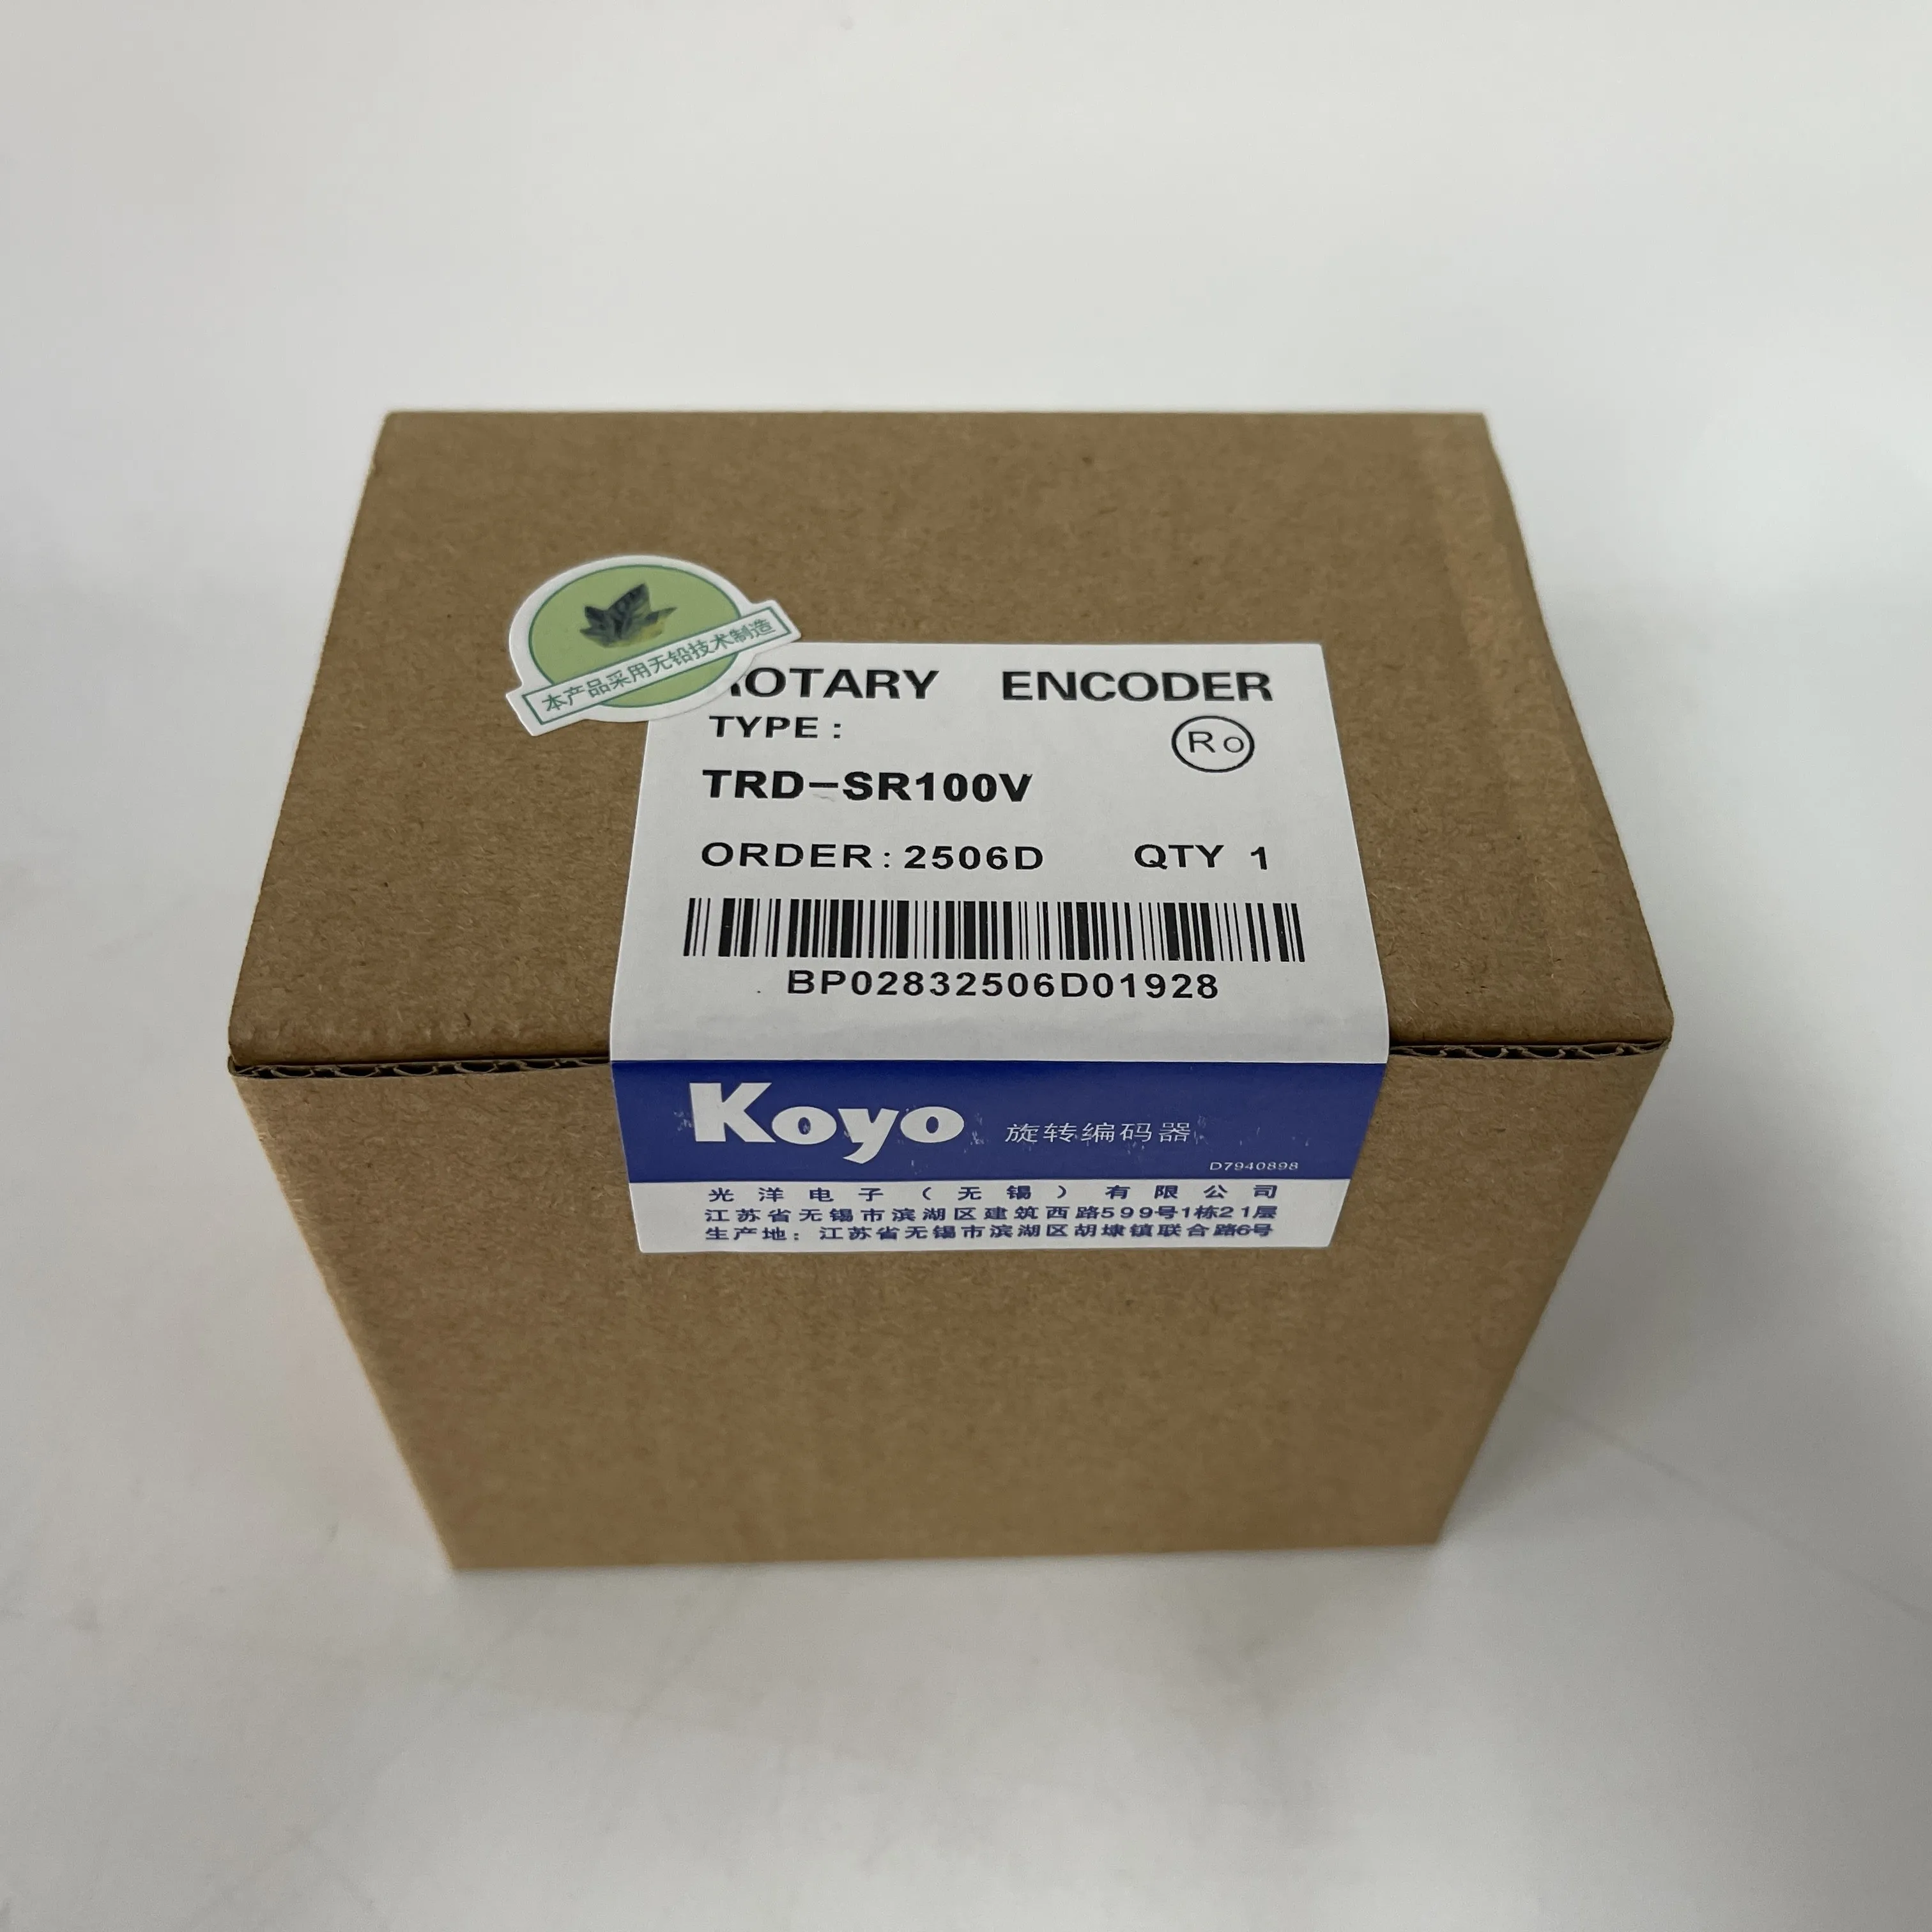 本产品采用无铅技术制造
ROTARY ENCODER
TYPE :
Ro
TRD-SR100V
ORDER: 2506D QTY 1
BP02832506D01928
Koyo 旋转编码器
D7940898
光洋电子(无锡)有限公司
江苏省无锡市滨湖区建筑西路599号1栋21层
生产地：江苏省无锡市滨湖区胡埭镇联合路6号